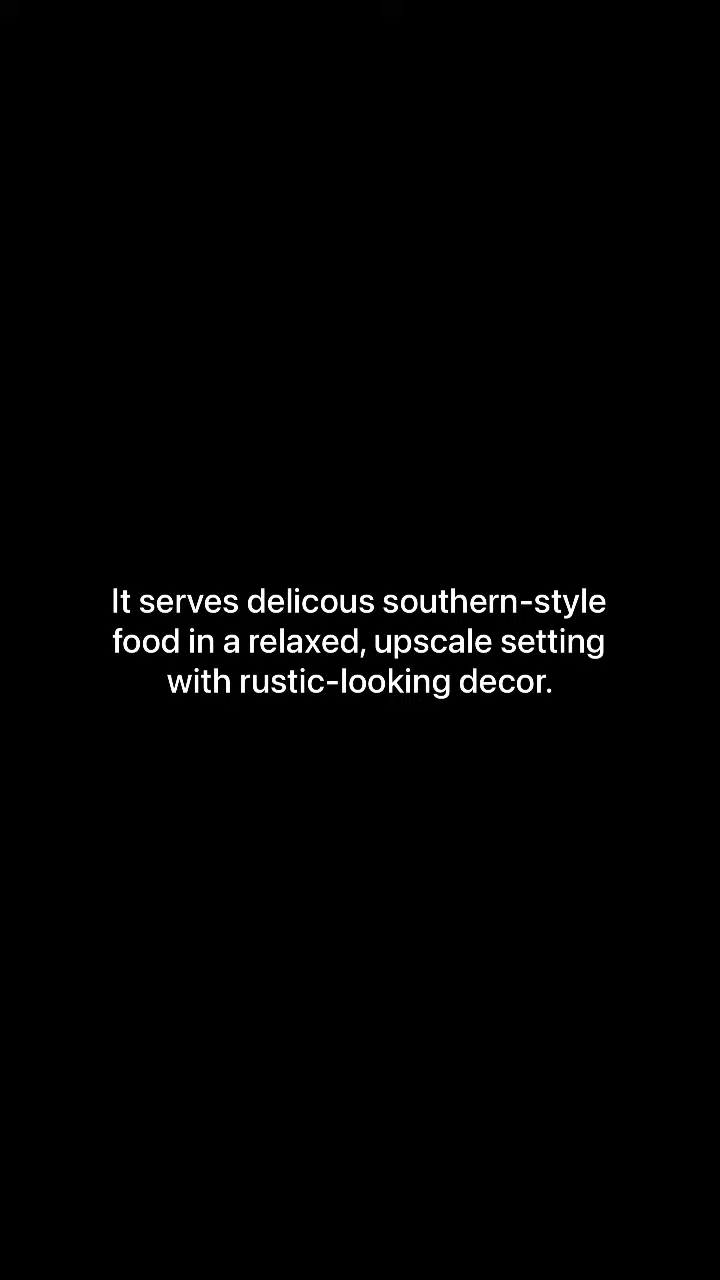 It serves delicous southern-style
food in a relaxed, upscale setting
with rustic-looking decor.